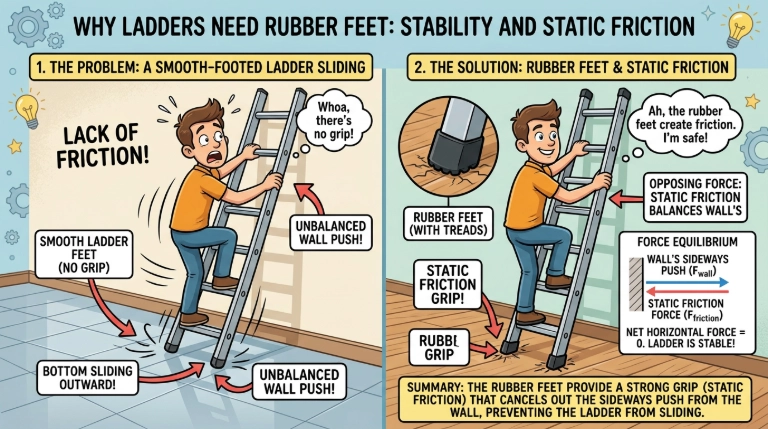 WHY LADDERS NEED RUBBER FEET: STABILITY AND STATIC FRICTION
1. THE PROBLEM: A SMOOTH-FOOTED LADDER SLIDING
LACK OF
FRICTION!
Whoa,
there's
no grip!
UNBALANCED
WALL PUSH!
SMOOTH LADDER
FEET
(NO GRIP)
BOTTOM SLIDING
OUTWARD!
UNBALANCED
WALL PUSH!
2. THE SOLUTION: RUBBER FEET & STATIC FRICTION
Ah, the rubber
feet create friction.
I'm safe!
RUBBER FEET
(WITH TREADS)
OPPOSING FORCE:
STATIC FRICTION
BALANCES WALL'S
STATIC
FRICTION
GRIP!
RUBBE
GRIP
FORCE EQUILIBRIUM
WALL'S SIDEWAYS
PUSH (Fwall)
STATIC FRICTION
FORCE (Ffriction)
NET HORIZONTAL FORCE =
0. LADDER IS STABLE!
SUMMARY: THE RUBBER FEET PROVIDE A STRONG GRIP (STATIC
FRICTION) THAT CANCELS OUT THE SIDEWAYS PUSH FROM THE
WALL, PREVENTING THE LADDER FROM SLIDING.